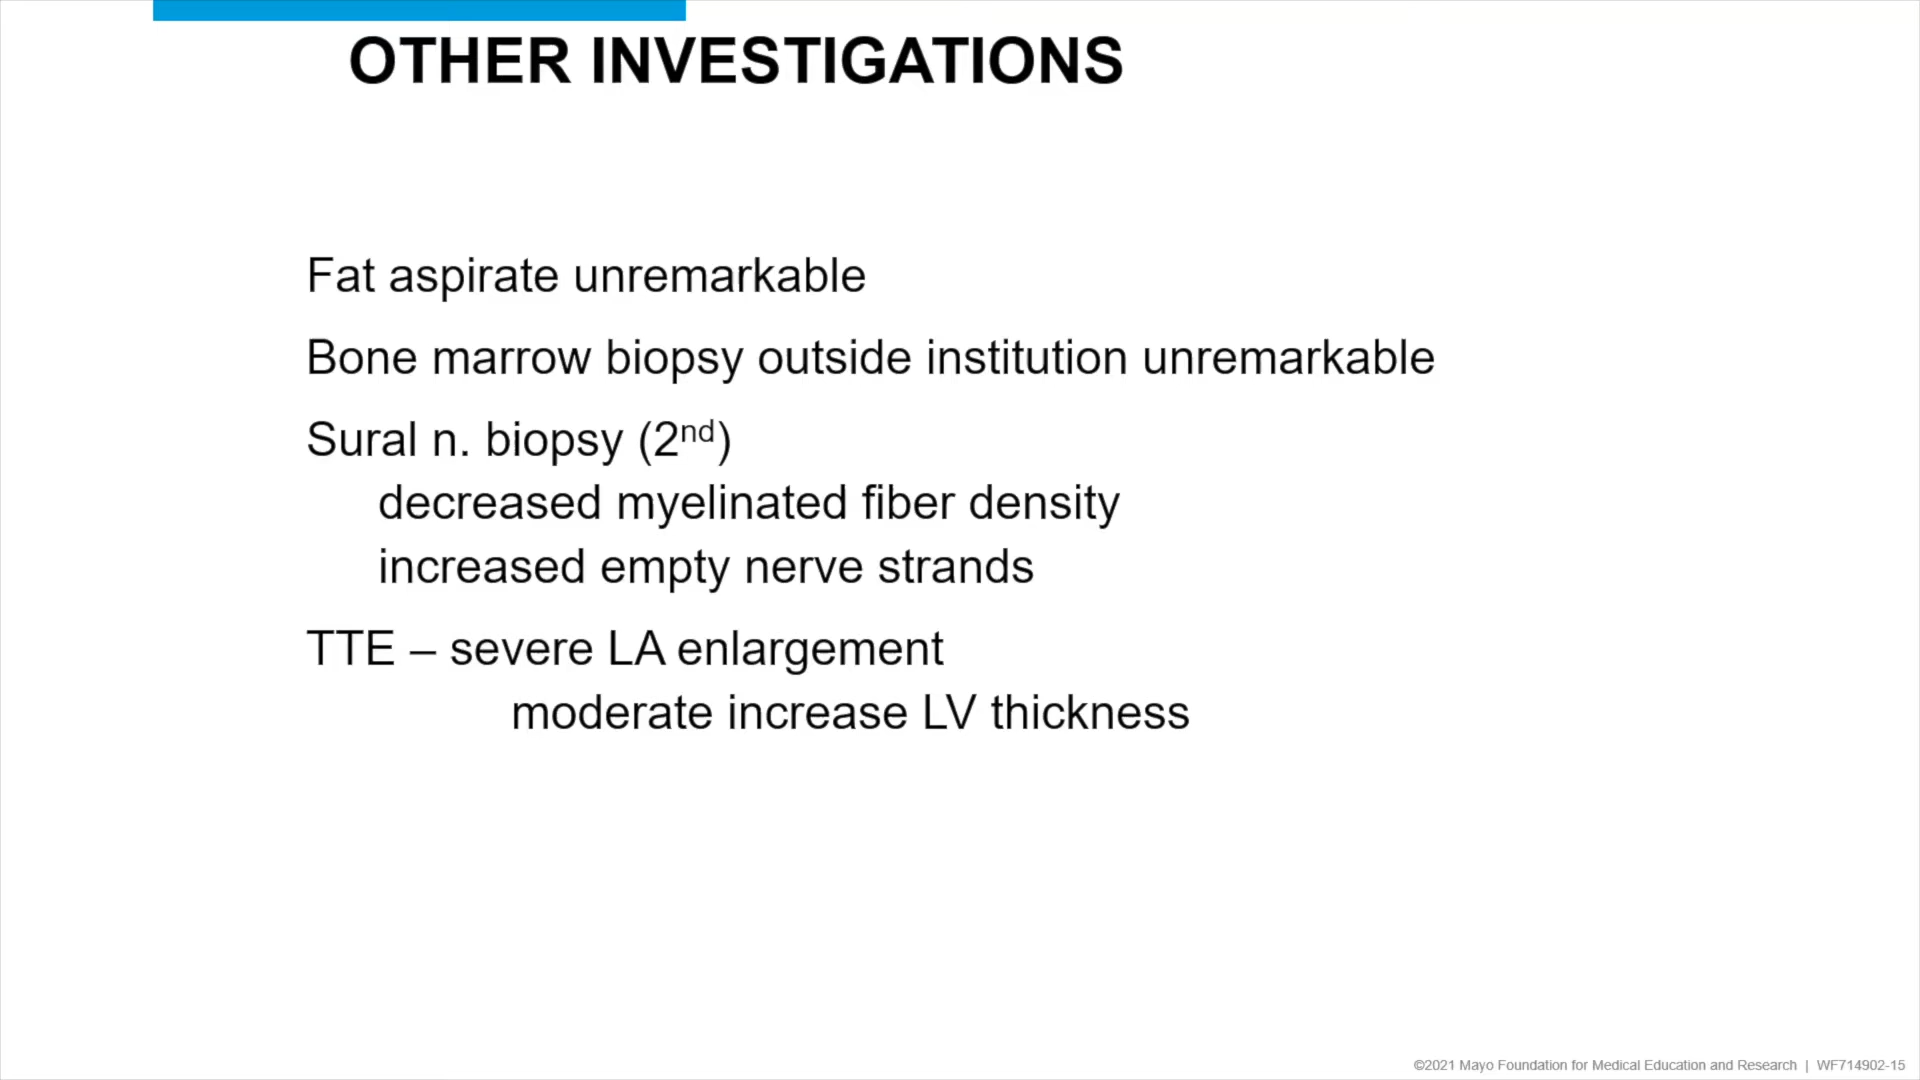 OTHER INVESTIGATIONS
Fat aspirate unremarkable
Bone marrow biopsy outside institution unremarkable
Sural n. biopsy (2nd)
decreased myelinated fiber density
increased empty nerve strands
TTE – severe LA enlargement
moderate increase LV thickness
©2021 Mayo Foundation for Medical Education and Research | WF714902-15